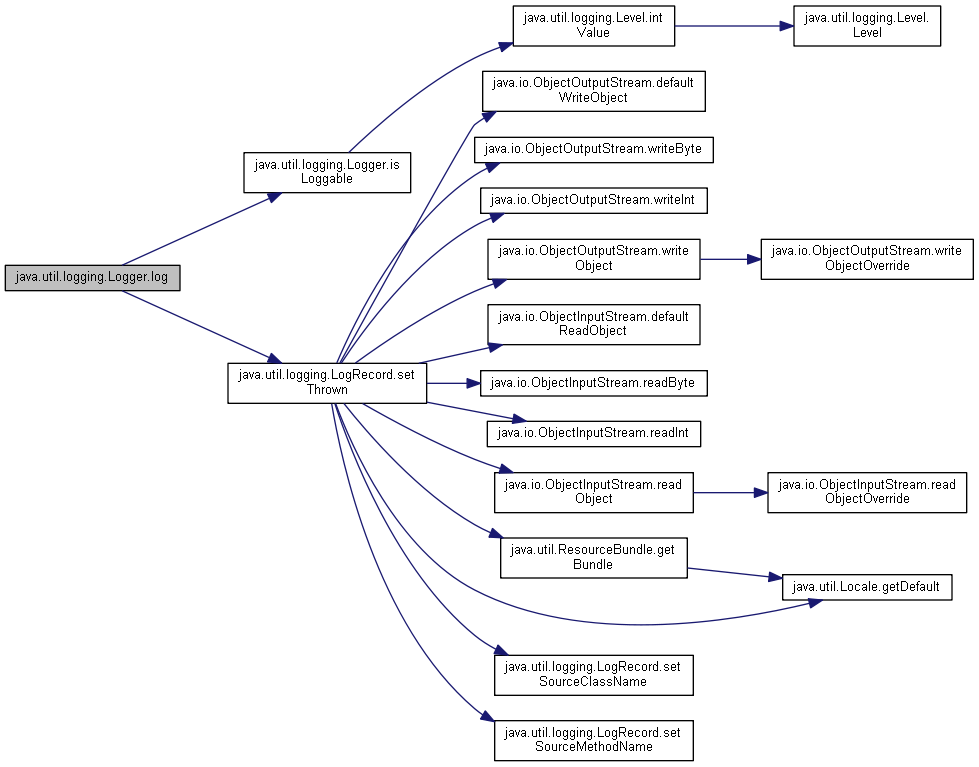 java.util.logging.Level.int
Value
java.util.logging.Level.
Level
java.io.ObjectOutputStream.default
WriteObject
java.io.ObjectOutputStream.writeByte
java.util.logging.Logger.is
Loggable
java.io.ObjectOutputStream.writeInt
java.io.ObjectOutputStream.write
Object
java.io.ObjectOutputStream.write
ObjectOverride
java.util.logging.Logger.log
java.io.ObjectInputStream.default
ReadObject
java.util.logging.LogRecord.set
Thrown
java.io.ObjectInputStream.readByte
java.io.ObjectInputStream.readInt
java.io.ObjectInputStream.read
Object
java.io.ObjectInputStream.read
ObjectOverride
java.util.ResourceBundle.get
Bundle
java.util.Locale.getDefault
java.util.logging.LogRecord.set
SourceClassName
java.util.logging.LogRecord.set
SourceMethodName